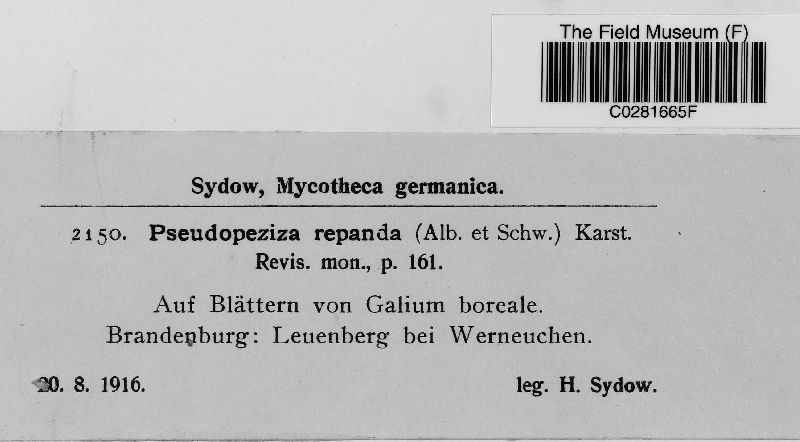 The Field Museum (F)
C0281665F
Sydow, Mycotheca germanica.
2150. Pseudopeziza repanda (Alb. et Schw.) Karst.
Revis. mon., p. 161.
Auf Blättern von Galium boreale.
Brandenburg: Leuenberg bei Werneuchen.
20. 8. 1916. leg. H. Sydow.